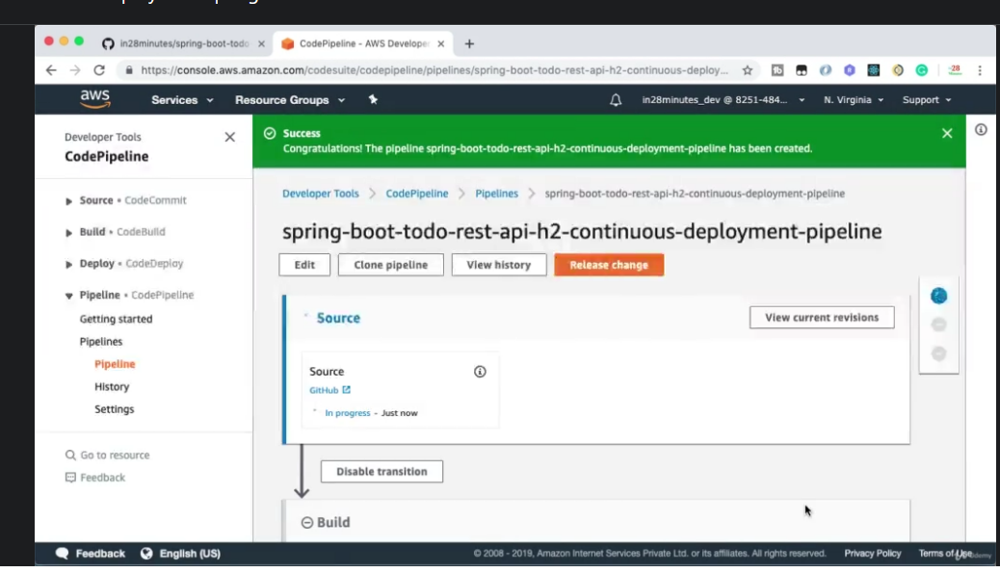 in28minutes/spring-boot-todo
CodePipeline - AWS Develope
https://console.aws.amazon.com/codesuite/codepipeline/pipelines/spring-boot-todo-rest-api-h2-continuous-deploy...
-28
aws Services Resource Groups in28minutes_dev @ 8251-484... N. Virginia Support
Developer Tools
CodePipeline
Source • CodeCommit
Build • CodeBuild
Deploy • CodeDeploy
Pipeline • CodePipeline
Getting started
Pipelines
Pipeline
History
Settings
Go to resource
Feedback
Success
Congratulations! The pipeline spring-boot-todo-rest-api-h2-continuous-deployment-pipeline has been created.
Developer Tools > CodePipeline > Pipelines > spring-boot-todo-rest-api-h2-continuous-deployment-pipeline
spring-boot-todo-rest-api-h2-continuous-deployment-pipeline
Edit Clone pipeline View history Release change
Source View current revisions
Source
GitHub
In progress - Just now
Disable transition
Build
Feedback English (US) © 2008 - 2019, Amazon Internet Services Private Ltd. or its affiliates. All rights reserved. Privacy Policy Terms of Use